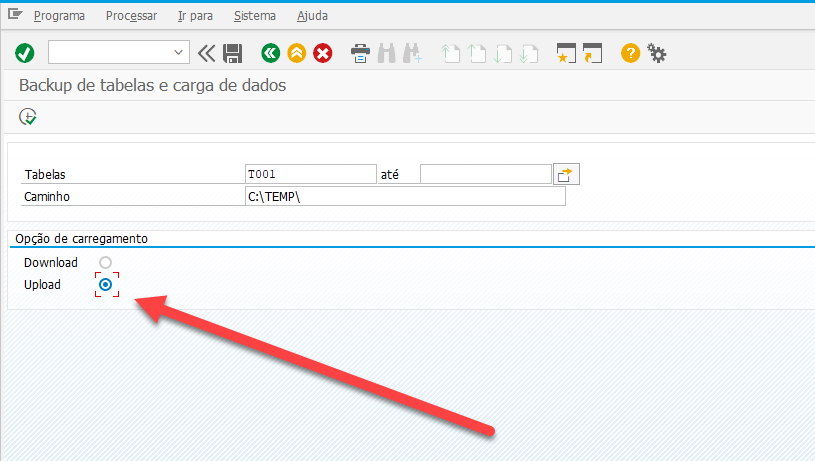 Programa Processar Ir para Sistema Ajuda
Backup de tabelas e carga de dados
Tabelas T001 até
Caminho C:\TEMP\
Opção de carregamento
Download
Upload